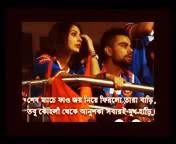 শেষ ম্যাচে ফাও জয় নিয়ে ফিরলো তারা বাড়ি,
তবু কোহলী থেকে আনুশকা সবারই মুখ হাঁড়ি